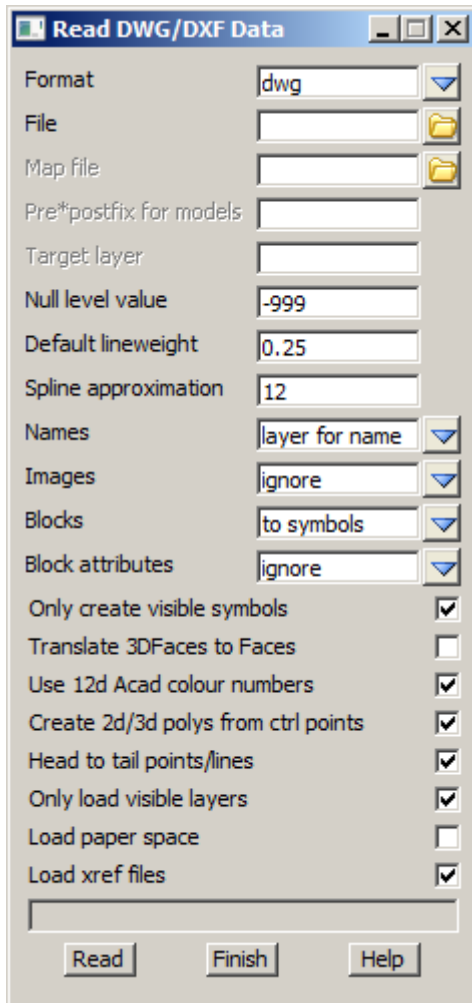 Read DWG/DXF Data
Format dwg
File
Map file
Pre*postfix for models
Target layer
Null level value -999
Default lineweight 0.25
Spline approximation 12
Names layer for name
Images ignore
Blocks to symbols
Block attributes ignore
Only create visible symbols
Translate 3DFaces to Faces
Use 12d Acad colour numbers
Create 2d/3d polys from ctrl points
Head to tail points/lines
Only load visible layers
Load paper space
Load xref files
Read Finish Help